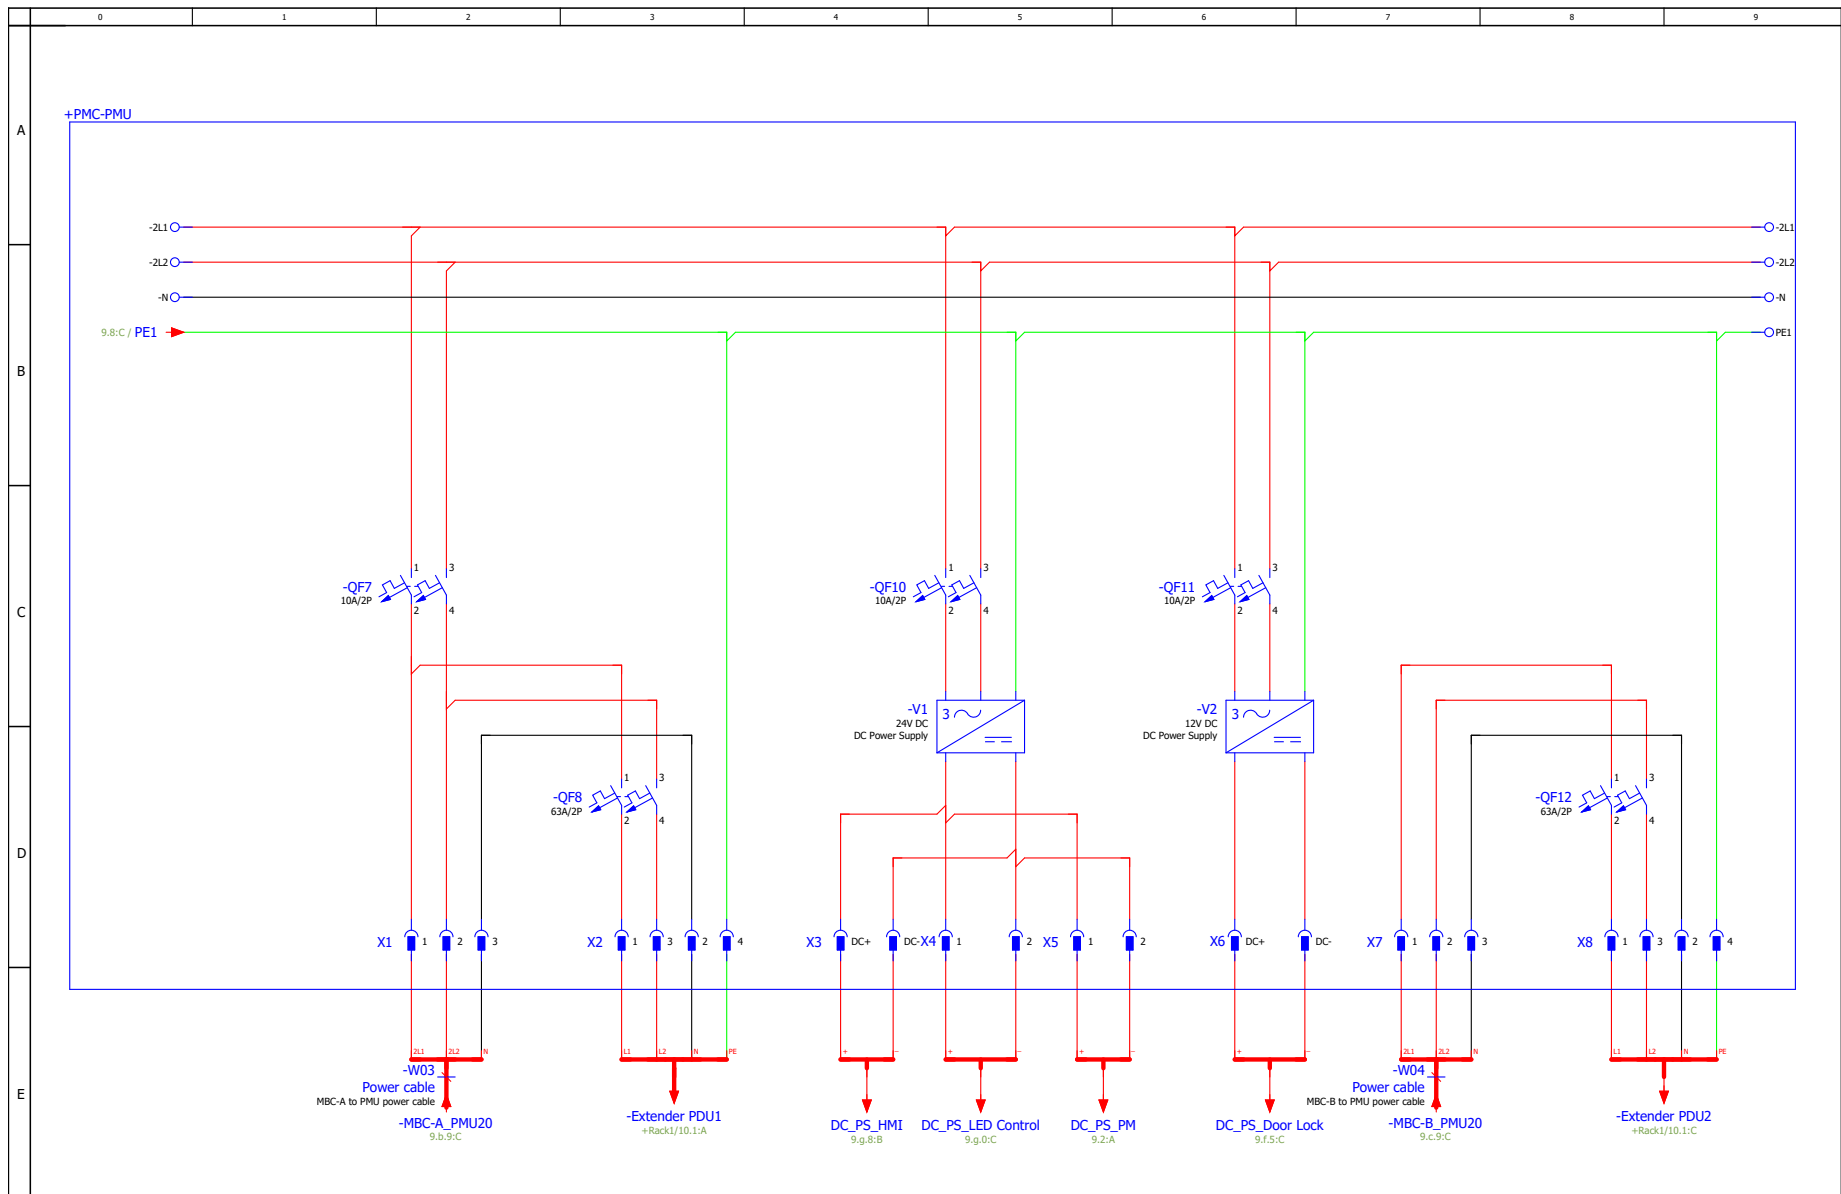 0 1 2 3 4 5 6 7 8 9
A
+PMC-PMU
-2L1 -2L1
-2L2 -2L2
-N -N
9.8:C / PE1 PE1
B
1 3 1 3 1 3
-QF7 -QF10 -QF11
10A/2P 10A/2P 10A/2P
2 4 2 4 2 4
C
-V1 3 -V2 3
24V DC 12V DC
DC Power Supply DC Power Supply
1 3 1 3
-QF8 -QF12
63A/2P 63A/2P
2 4 2 4
D
X1 1 2 3 X2 1 3 2 4 X3 DC+ DC- X4 1 2 X5 1 2 X6 DC+ DC- X7 1 2 3 X8 1 3 2 4
2L1 2L2 N L1 L2 N PE + − + − + − + − 2L1 2L2 N L1 L2 N PE
-W03 -W04
Power cable Power cable
MBC-A to PMU power cable MBC-B to PMU power cable
E
-MBC-A_PMU20 -Extender PDU1 DC_PS_HMI DC_PS_LED Control DC_PS_PM DC_PS_Door Lock -MBC-B_PMU20 -Extender PDU2
9.b.9:C +Rack1/10.1:A 9.g.8:B 9.g.0:C 9.2:A 9.f.5:C 9.c.9:C +Rack1/10.1:C